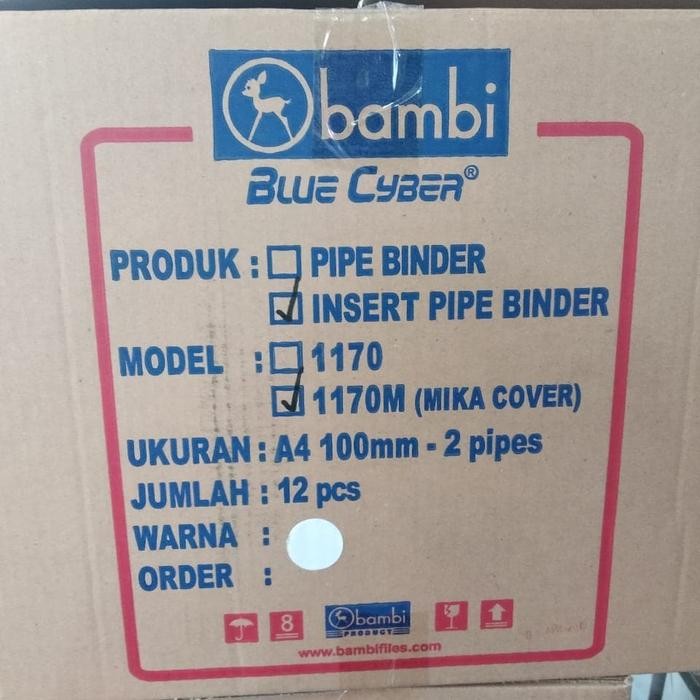 bambi
BLUE CYBER®
PRODUK : PIPE BINDER
INSERT PIPE BINDER
MODEL : 1170
1170M (MIKA COVER)
UKURAN : A4 100mm - 2 pipes
JUMLAH : 12 pcs
WARNA :
ORDER :
8 bambi
PRODUCT
www.bambifiles.com